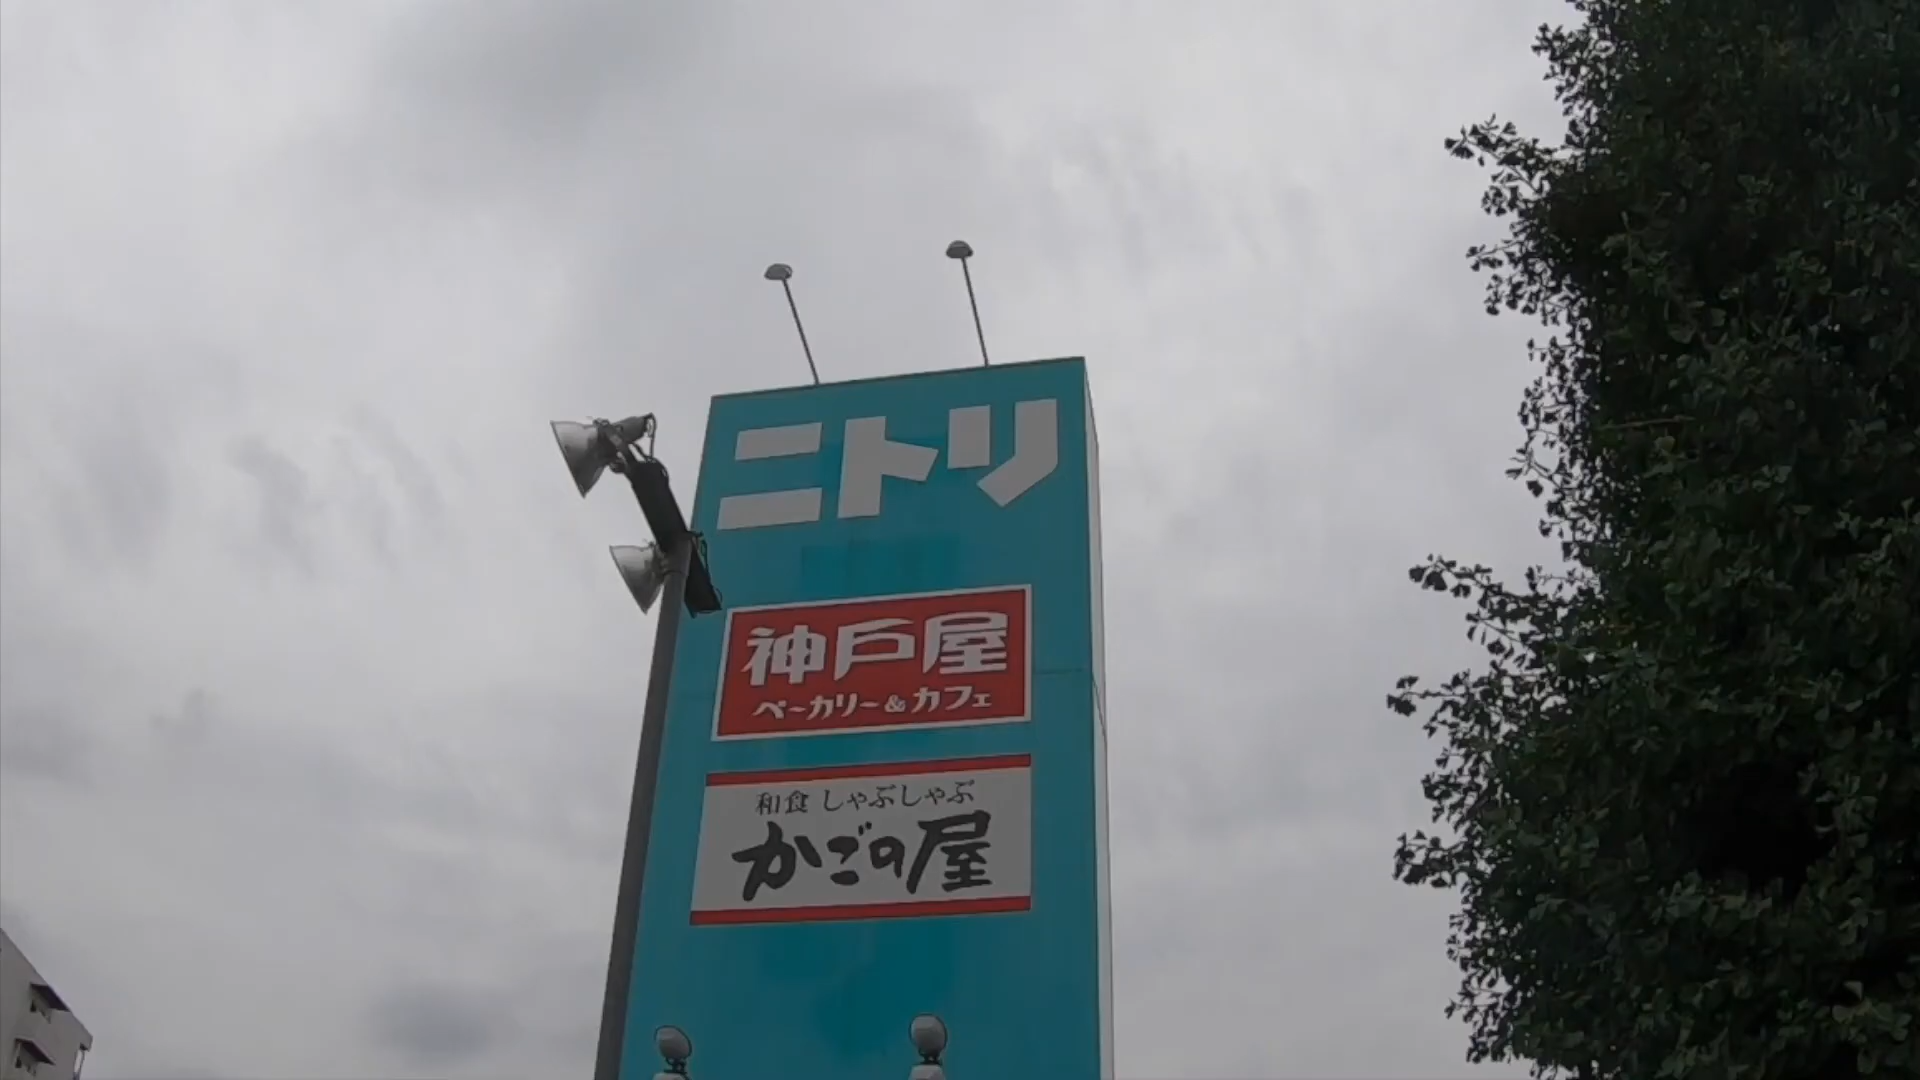 ニトリ
神戸屋
ベーカリー&カフェ
和食 しゃぶしゃぶ
かごの屋